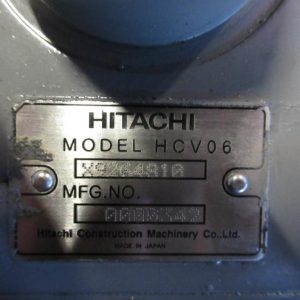 HITACHI
MODEL HCV06
MFG.NO.
Hitachi Construction Machinery Co.,Ltd.
MADE IN JAPAN